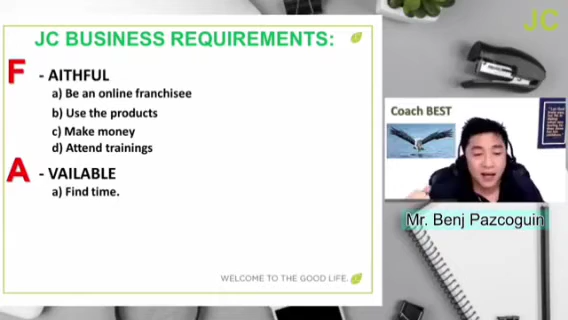 JC
JC BUSINESS REQUIREMENTS:
F - AITHFUL
a) Be an online franchisee
b) Use the products
c) Make money
d) Attend trainings
A - VAILABLE
a) Find time.
WELCOME TO THE GOOD LIFE.
Coach BEST
Mr. Benj Pazcoguin